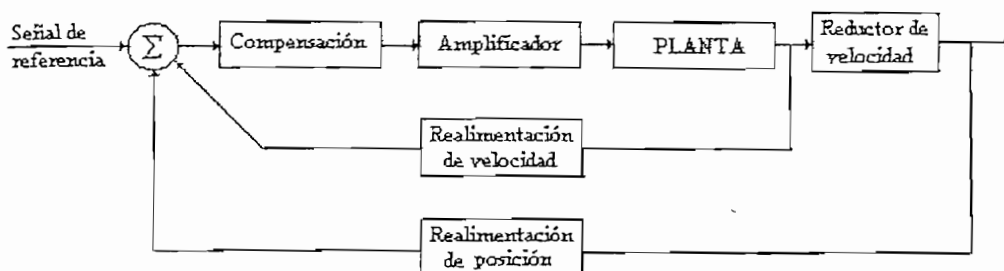 Señal de
referencia
Σ
Compensación
Amplificador
PLANTA
Reductor de
velocidad
Realimentación
de velocidad
Realimentación
de posición